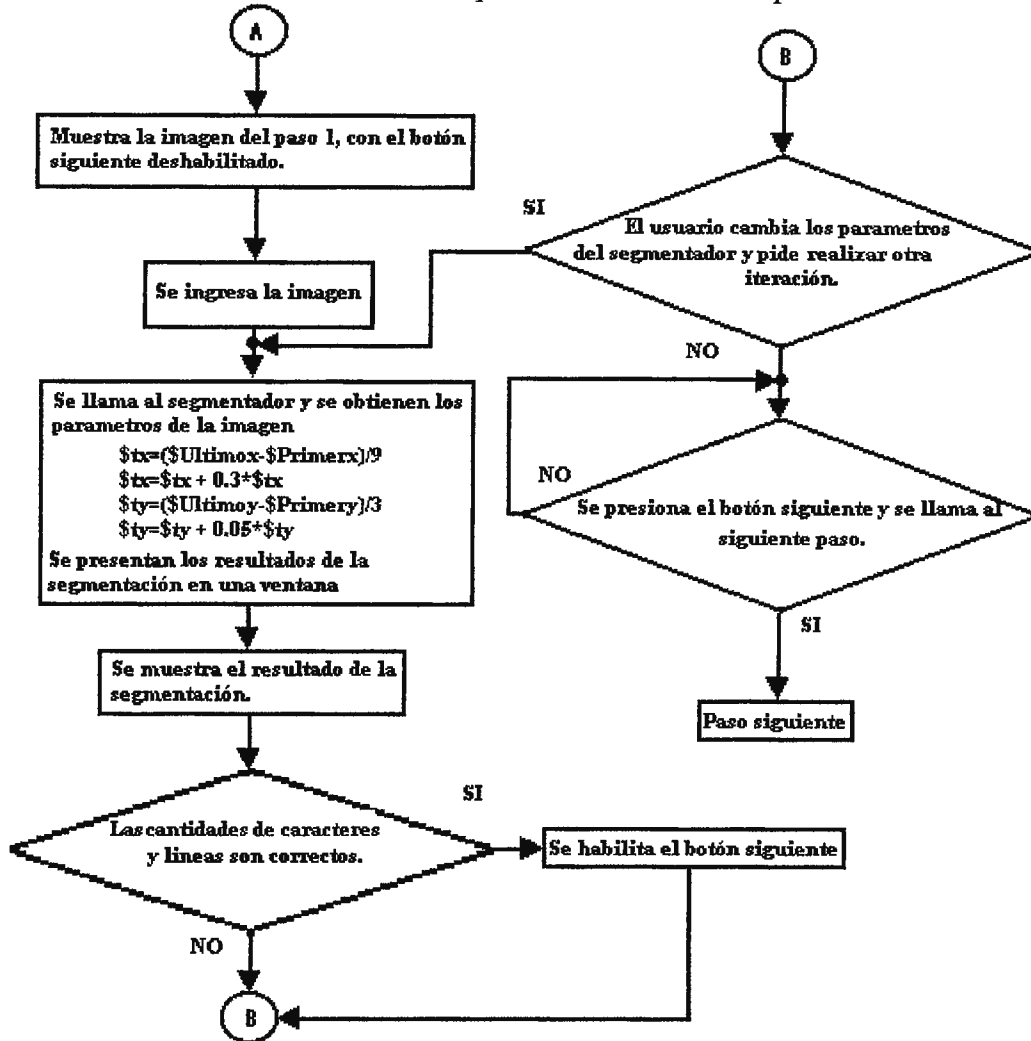 A
Muestra la imagen del paso 1, con el botón
siguiente deshabilitado.
Se ingresa la imagen
Se llama al segmentador y se obtienen los
parametros de la imagen
$tx=($Ultimox-$Primerx)/9
$tx=$tx + 0.3*$tx
$ty=($Ultimoy-$Primery)/3
$ty=$ty + 0.05*$ty
Se presentan los resultados de la
segmentación en una ventana
Se muestra el resultado de la
segmentación.
Las cantidades de caracteres
y lineas son correctos.
SI
Se habilita el botón siguiente
NO
B
B
SI
El usuario cambia los parametros
del segmentador y pide realizar otra
iteración.
NO
NO
Se presiona el botón siguiente y se llama al
siguiente paso.
SI
Paso siguiente